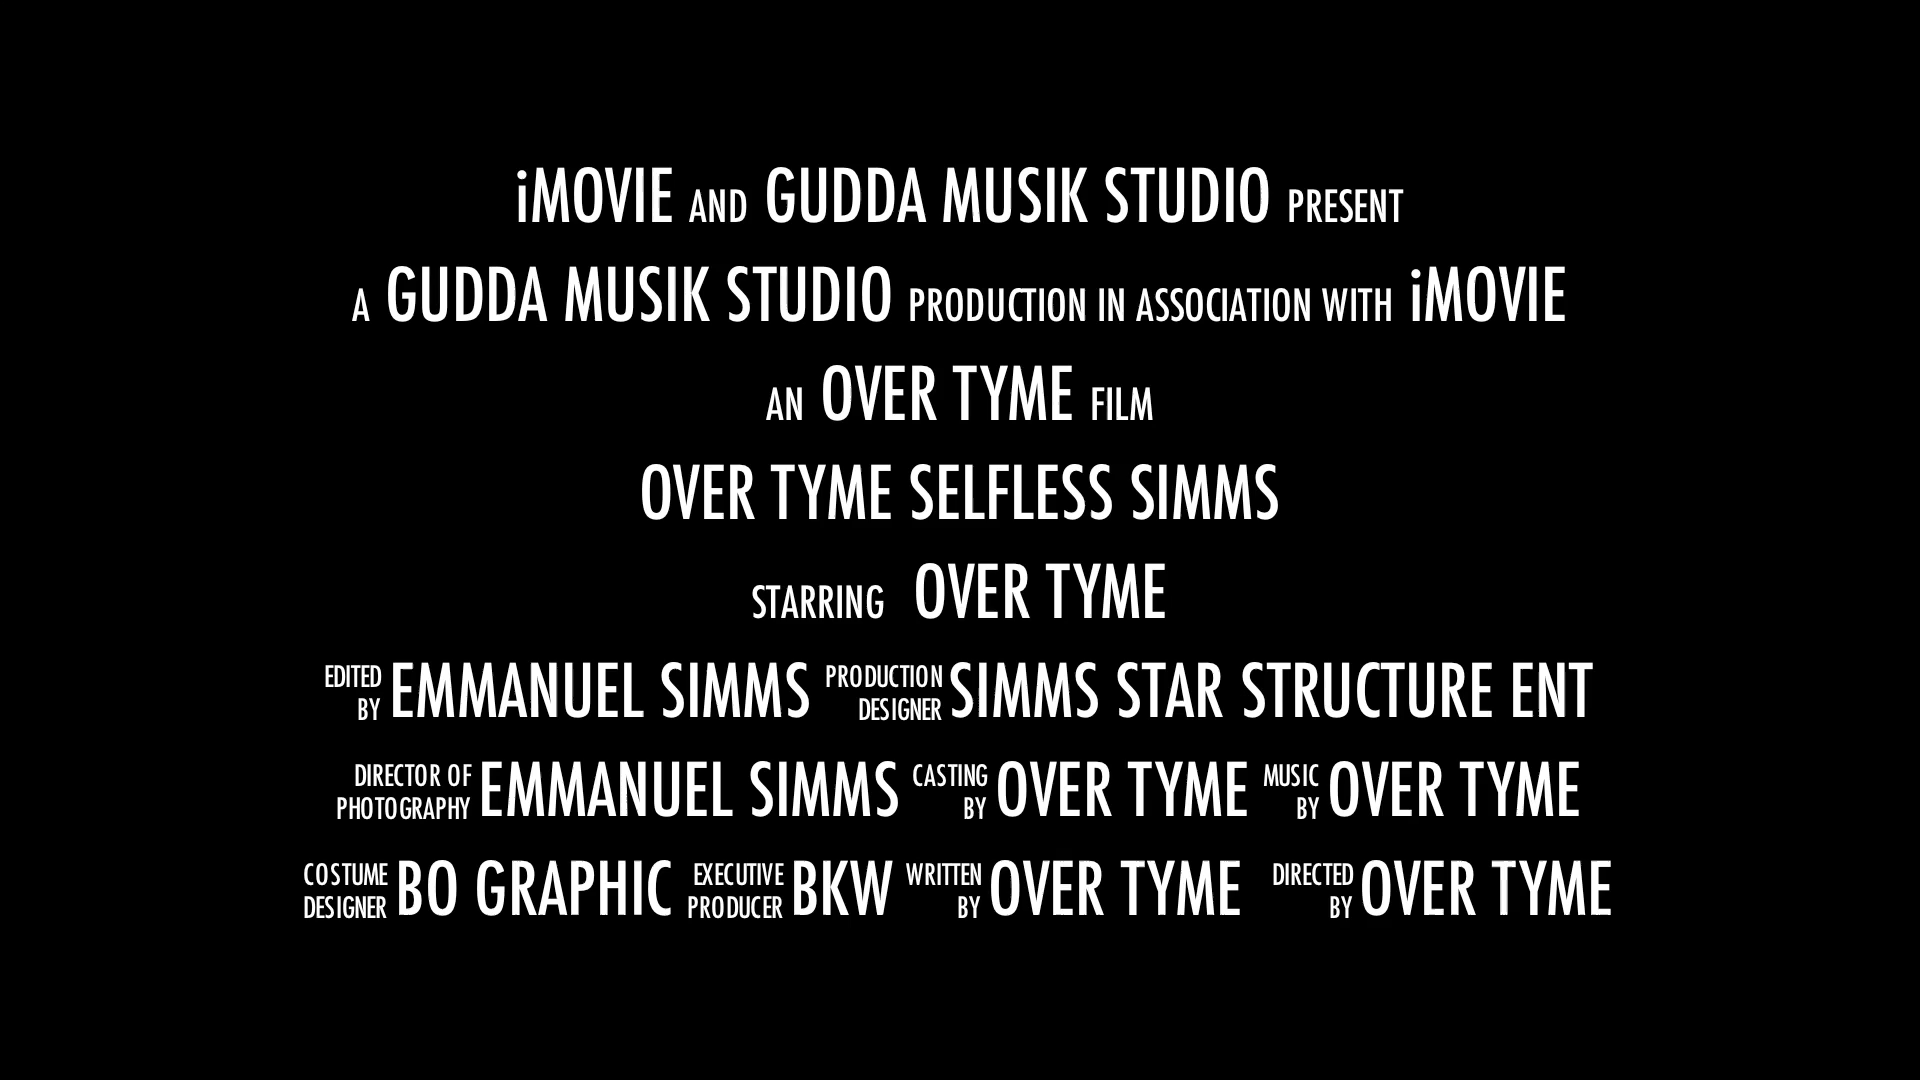 iMOVIE AND GUDDA MUSIK STUDIO PRESENT
A GUDDA MUSIK STUDIO PRODUCTION IN ASSOCIATION WITH iMOVIE
AN OVER TYME FILM
OVER TYME SELFLESS SIMMS
STARRING OVER TYME
EDITED BY EMMANUEL SIMMS PRODUCTION DESIGNER SIMMS STAR STRUCTURE ENT
DIRECTOR OF PHOTOGRAPHY EMMANUEL SIMMS CASTING BY OVER TYME MUSIC BY OVER TYME
COSTUME DESIGNER BO GRAPHIC EXECUTIVE PRODUCER BKW WRITTEN BY OVER TYME DIRECTED BY OVER TYME